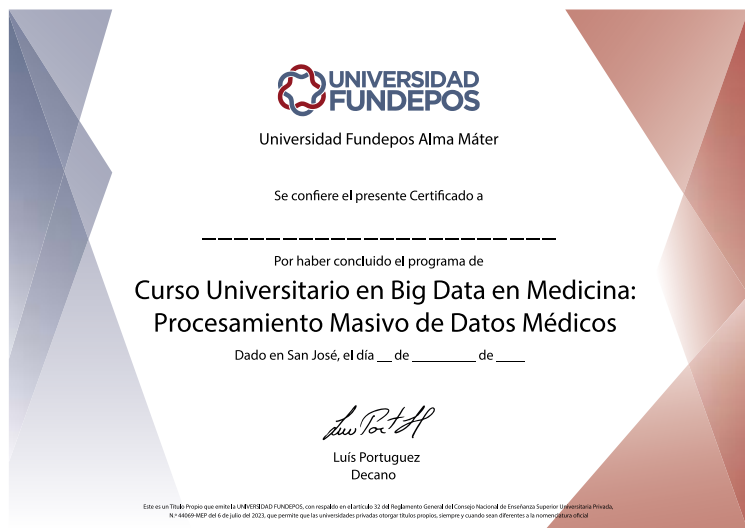 UNIVERSIDAD
FUNDEPOS
Universidad Fundepos Alma Máter
Se confiere el presente Certificado a
_______________________
Por haber concluido el programa de
Curso Universitario en Big Data en Medicina:
Procesamiento Masivo de Datos Médicos
Dado en San José, el día __ de ________ de ____
Luís Portuguez
Decano
Este es un Título Propio que emite la UNIVERSIDAD FUNDEPOS, con respaldo en el artículo 32 del Reglamento General del Consejo Nacional de Enseñanza Superior Universitaria Privada,
N.º 44069-MEP del 6 de julio del 2023, que permite que las universidades privadas otorgar títulos propios, siempre y cuando sean diferentes a la nomenclatura oficial